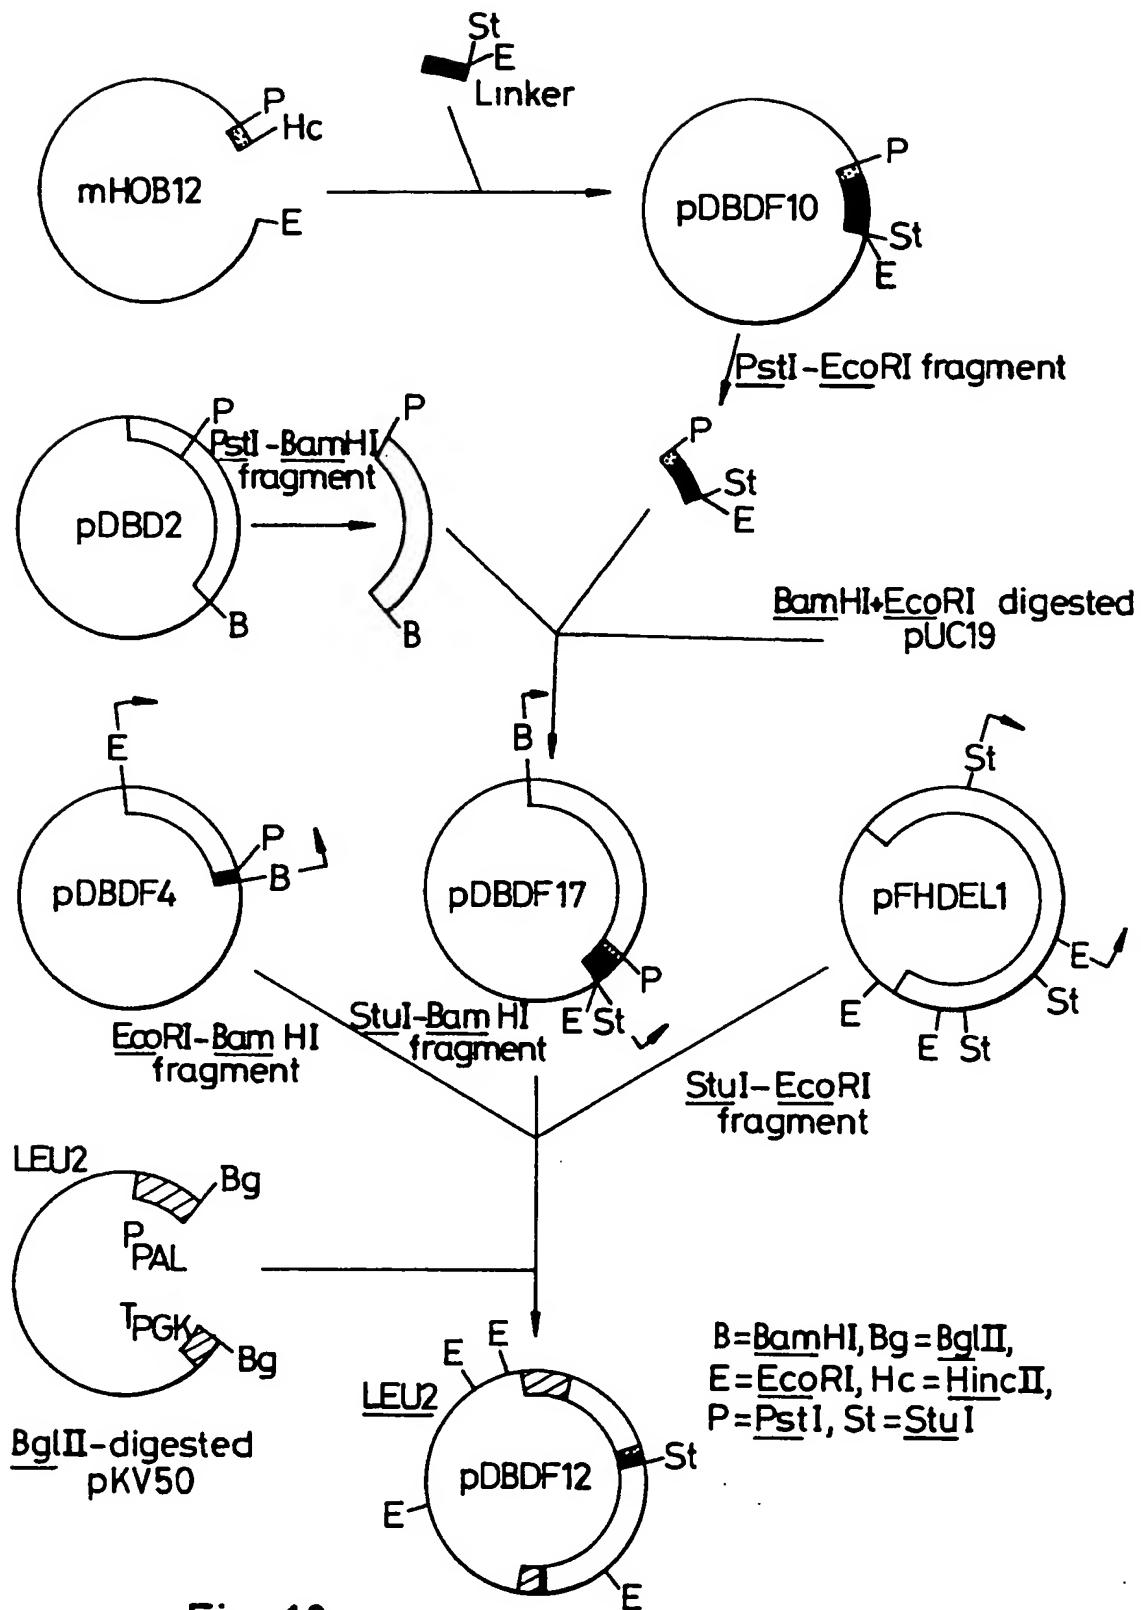 St
E
Linker
P
Hc
mHOB12
E
pDBDF10
P
St
E
PstI-EcoRI fragment
P
PstI-BamHI
fragment
P
pDBD2
B
B
P
St
E
BamHI+EcoRI digested
pUC19
E
P
B
pDBDF4
EcoRI-Bam HI
fragment
B
pDBDF17
P
E St
StuI-Bam HI
fragment
St
pFHDEL1
E
St
E
E St
StuI-EcoRI
fragment
LEU2
Bg
PPAL
TPGK
Bg
BglII-digested
pKV50
E
E
LEU2
St
pDBDF12
E
E
B=BamHI, Bg=BglII,
E=EcoRI, Hc=HincII,
P=PstI, St=StuI